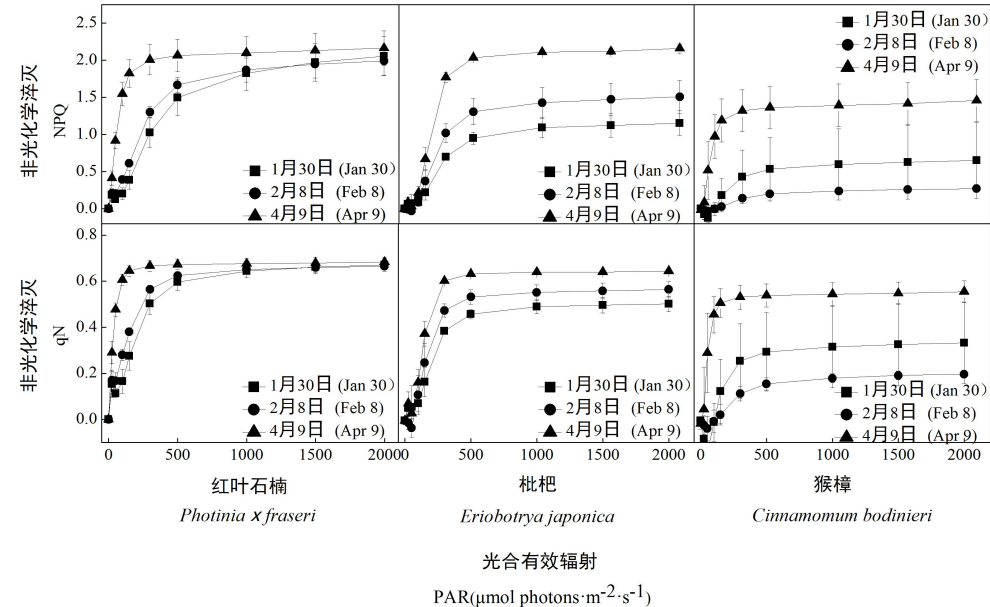 非光化学淬灭
NPQ
2.5
2.0
1.5
1.0
0.5
0.0
1月30日 (Jan 30)
2月8日 (Feb 8)
4月9日 (Apr 9)
1月30日 (Jan 30)
2月8日 (Feb 8)
4月9日 (Apr 9)
1月30日 (Jan 30)
2月8日 (Feb 8)
4月9日 (Apr 9)
非光化学淬灭
qN
0.8
0.6
0.4
0.2
0.0
1月30日 (Jan 30)
2月8日 (Feb 8)
4月9日 (Apr 9)
1月30日 (Jan 30)
2月8日 (Feb 8)
4月9日 (Apr 9)
1月30日 (Jan 30)
2月8日 (Feb 8)
4月9日 (Apr 9)
0 500 1000 1500 20000 500 1000 1500 2000 0 500 1000 1500 2000
红叶石楠 枇杷 猴樟
Photinia x fraseri Eriobotrya japonica Cinnamomum bodinieri
光合有效辐射
PAR(μmol photons·m⁻²·s⁻¹)